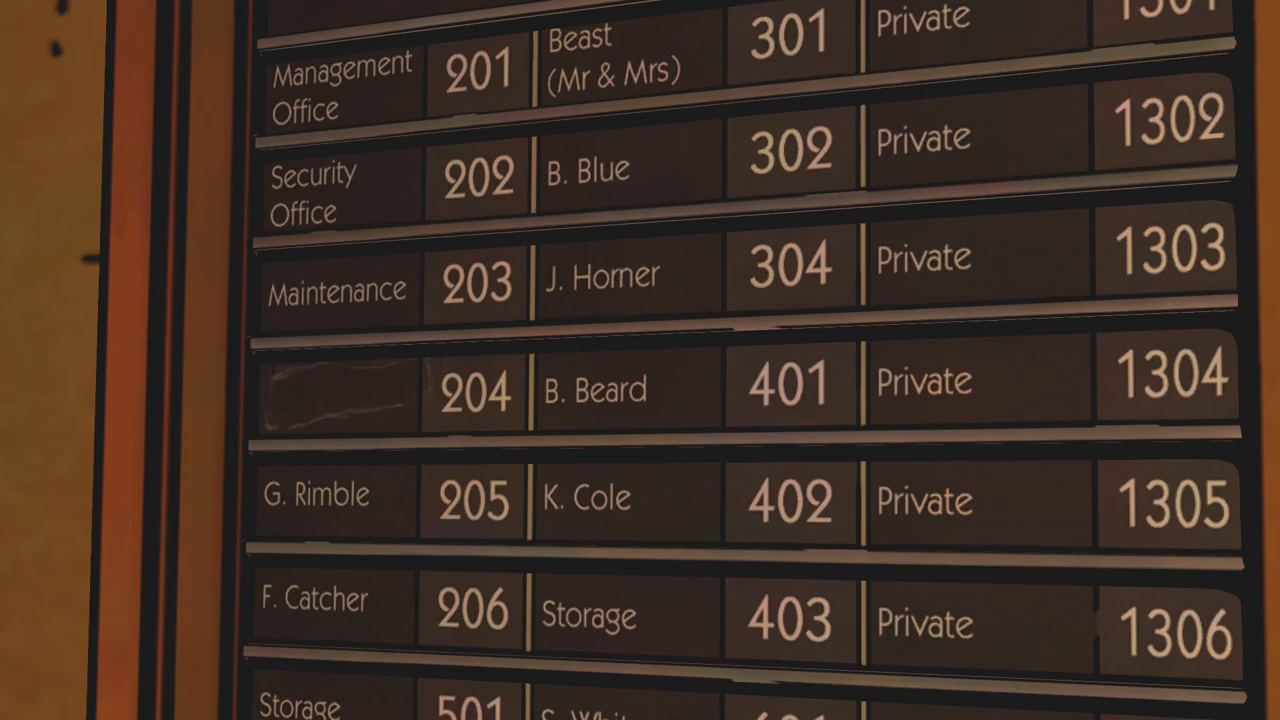 Management
Office
201
Beast
(Mr & Mrs)
301
Private
1301
Security
Office
202
B. Blue
302
Private
1302
Maintenance
203
J. Horner
304
Private
1303
204
B. Beard
401
Private
1304
G. Rimble
205
K. Cole
402
Private
1305
F. Catcher
206
Storage
403
Private
1306
Storage
501